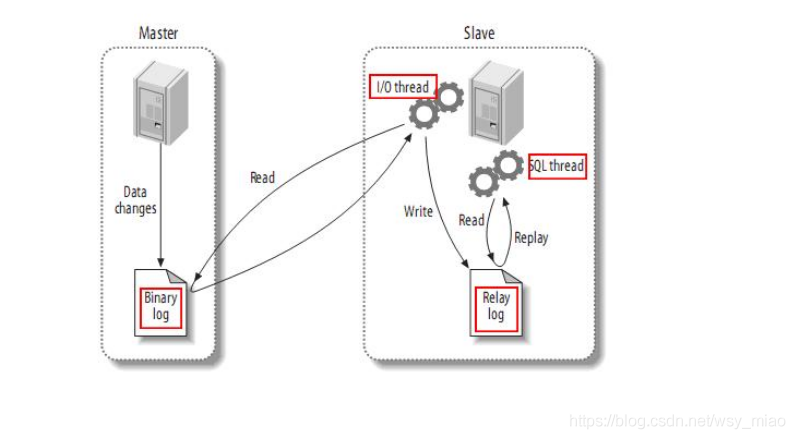 Master
Slave
I/O thread
Read
Data
changes
SQL thread
Write
Read
Replay
Binary
log
Relay
log
https://blog.csdn.net/wsy_miao